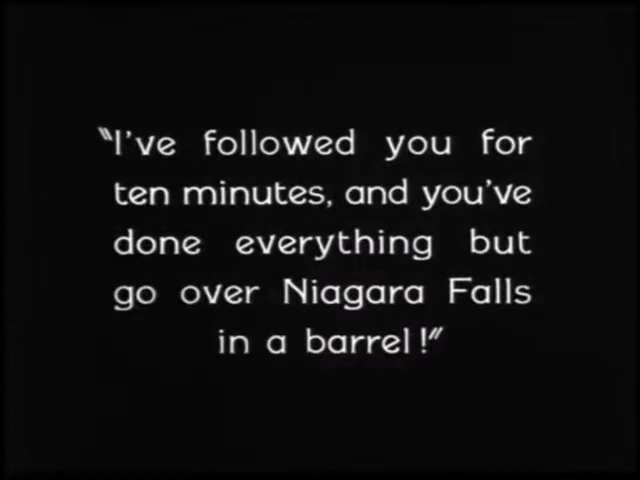 "I've followed you for
ten minutes, and you've
done everything but
go over Niagara Falls
in a barrel!"